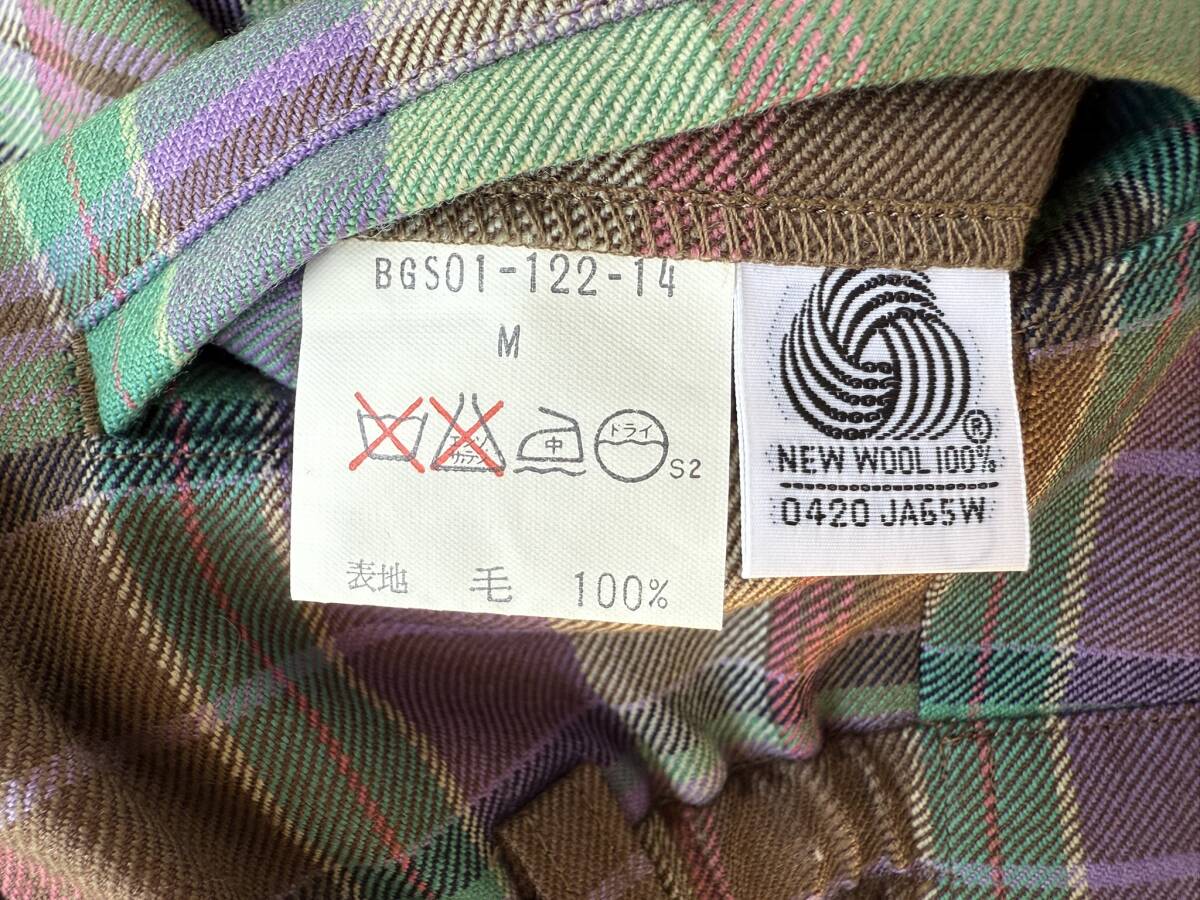 BGS01-122-14
M
エンソ
サラシ
中
ドライ
S2
表地 毛 100%
®
NEW WOOL 100%
0420 JA65W